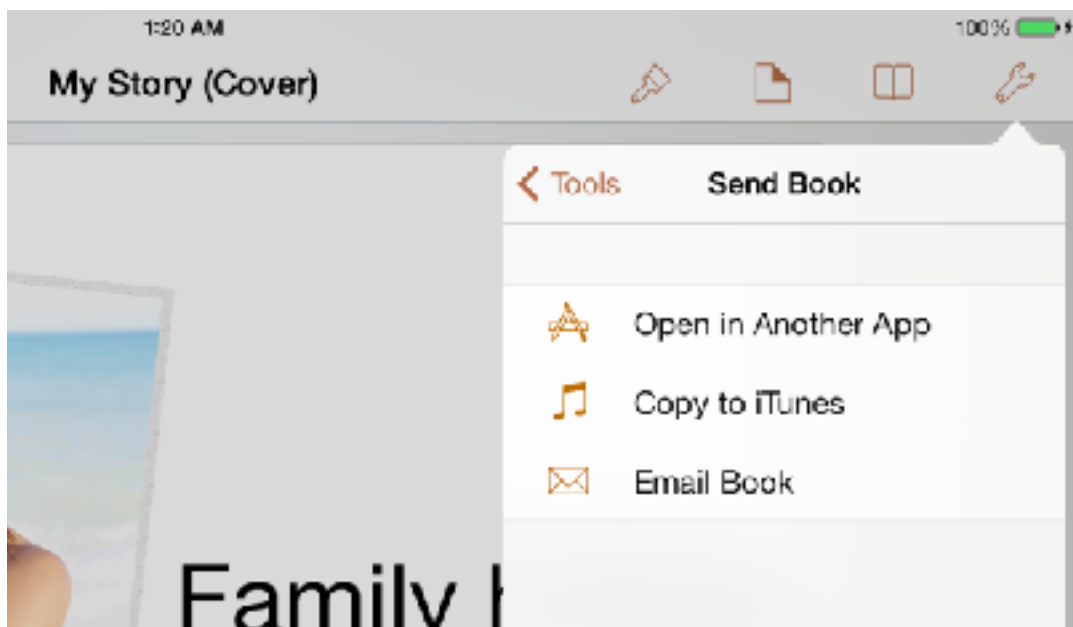 1:20 AM 100%
My Story (Cover)
Tools Send Book
Open in Another App
Copy to iTunes
Email Book
Family